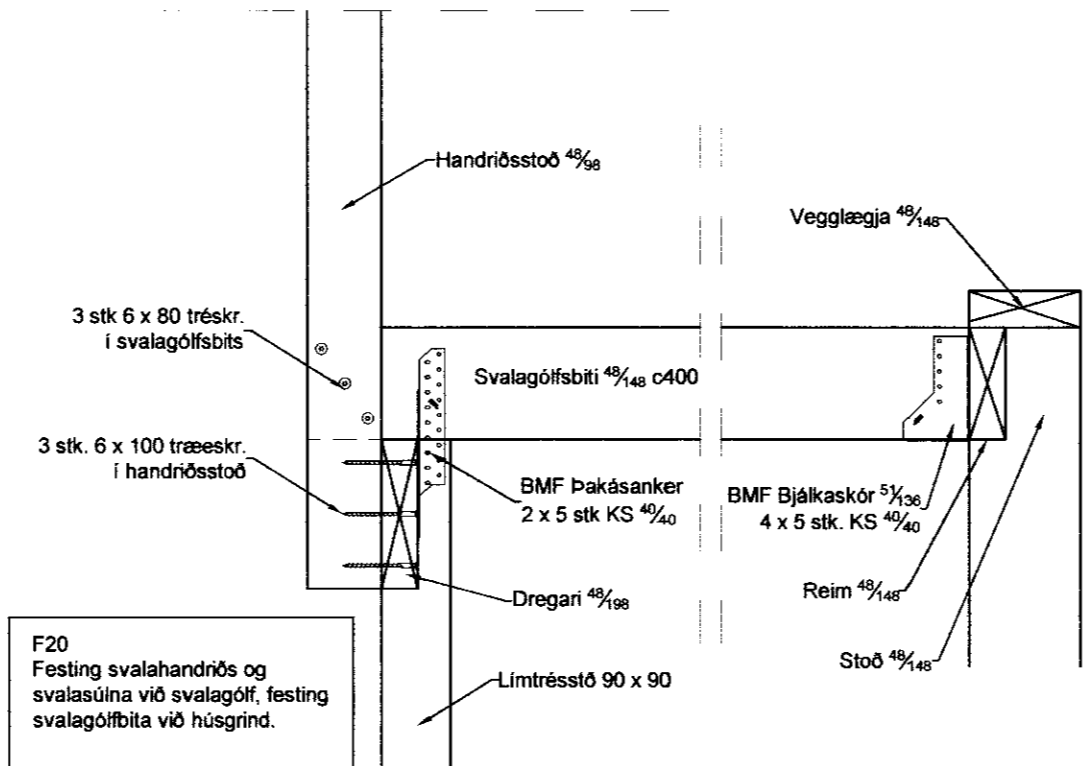 Handriðsstoð 48/98
Vegglægja 48/148
3 stk 6 x 80 tréskr.
í svalagólfsbits
Svalagólfsbiti 48/148 c400
3 stk. 6 x 100 træeskr.
í handriðsstoð
BMF Þakásanker
2 x 5 stk KS 40/40
BMF Bjálkaskór 51/136
4 x 5 stk. KS 40/40
Dregari 48/198
Reim 48/148
Stoð 48/148
Límtrésstð 90 x 90
F20
Festing svalahandriðs og
svalasúlna við svalagólf, festing
svalagólfbita við húsgrind.